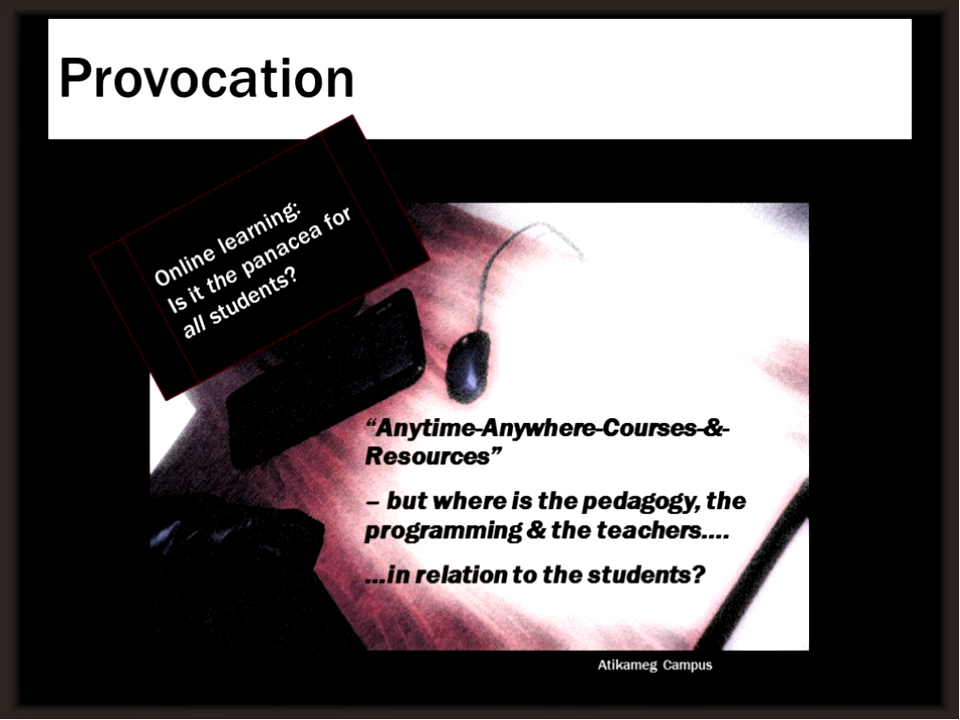 Provocation
Online learning:
Is it the panacea for
all students?
“Anytime-Anywhere-Courses-&-
Resources”
– but where is the pedagogy, the
programming & the teachers....
...in relation to the students?
Atikameg Campus